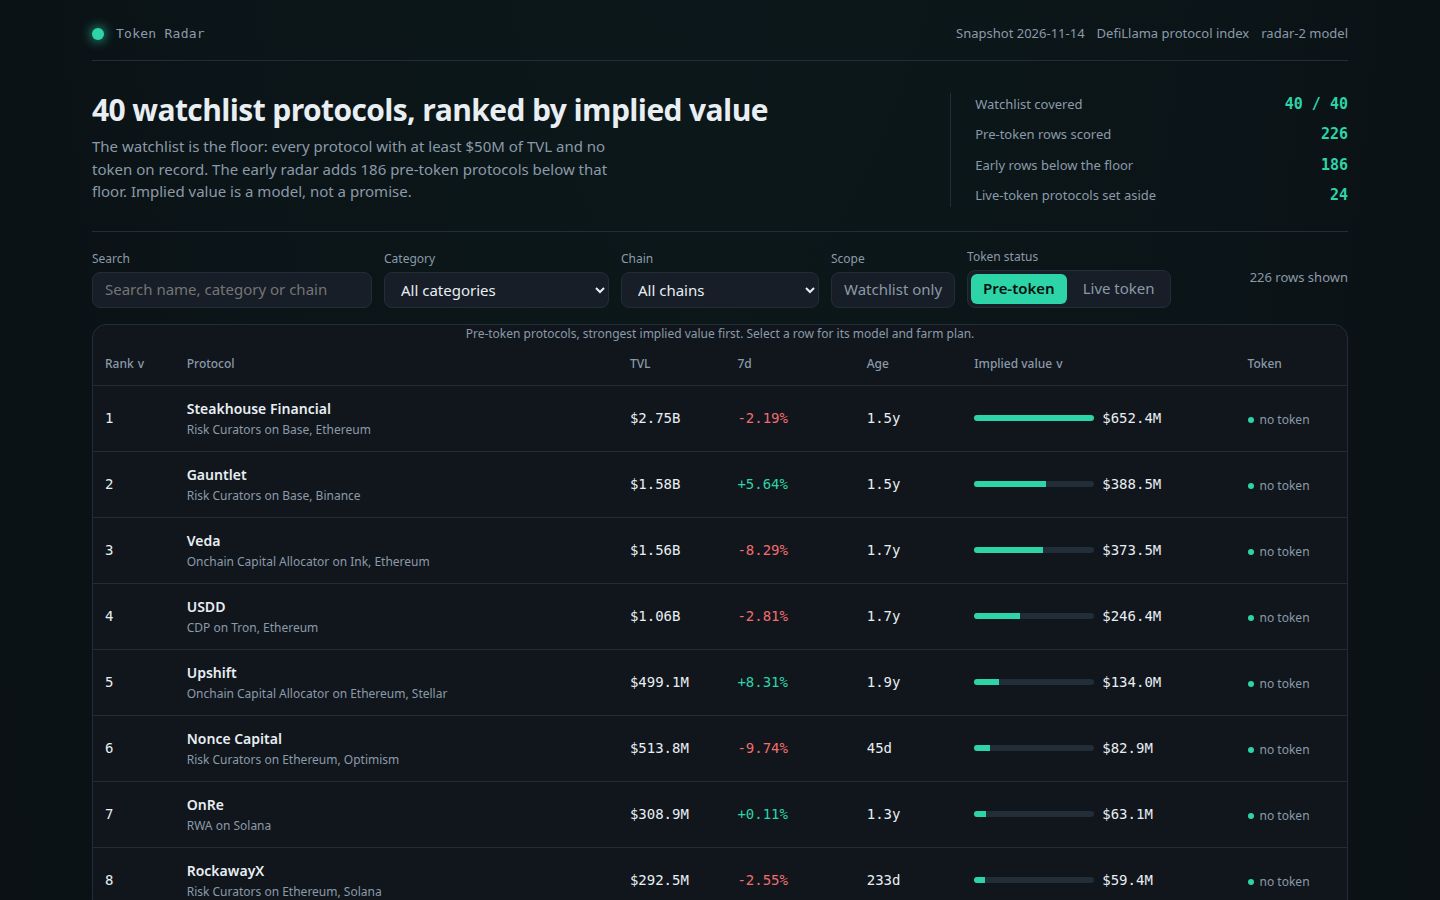 Token Radar
Snapshot 2026-11-14 DefiLlama protocol index radar-2 model
40 watchlist protocols, ranked by implied value
The watchlist is the floor: every protocol with at least $50M of TVL and no
token on record. The early radar adds 186 pre-token protocols below that
floor. Implied value is a model, not a promise.
Watchlist covered 40 / 40
Pre-token rows scored 226
Early rows below the floor 186
Live-token protocols set aside 24
Search Category Chain Scope Token status
Search name, category or chain All categories All chains Watchlist only Pre-token Live token 226 rows shown
Pre-token protocols, strongest implied value first. Select a row for its model and farm plan.
Rank v Protocol TVL 7d Age Implied value v Token
1 Steakhouse Financial $2.75B -2.19% 1.5y $652.4M no token
Risk Curators on Base, Ethereum
2 Gauntlet $1.58B +5.64% 1.5y $388.5M no token
Risk Curators on Base, Binance
3 Veda $1.56B -8.29% 1.7y $373.5M no token
Onchain Capital Allocator on Ink, Ethereum
4 USDD $1.06B -2.81% 1.7y $246.4M no token
CDP on Tron, Ethereum
5 Upshift $499.1M +8.31% 1.9y $134.0M no token
Onchain Capital Allocator on Ethereum, Stellar
6 Nonce Capital $513.8M -9.74% 45d $82.9M no token
Risk Curators on Ethereum, Optimism
7 OnRe $308.9M +0.11% 1.3y $63.1M no token
RWA on Solana
8 RockawayX $292.5M -2.55% 233d $59.4M no token
Risk Curators on Ethereum, Solana